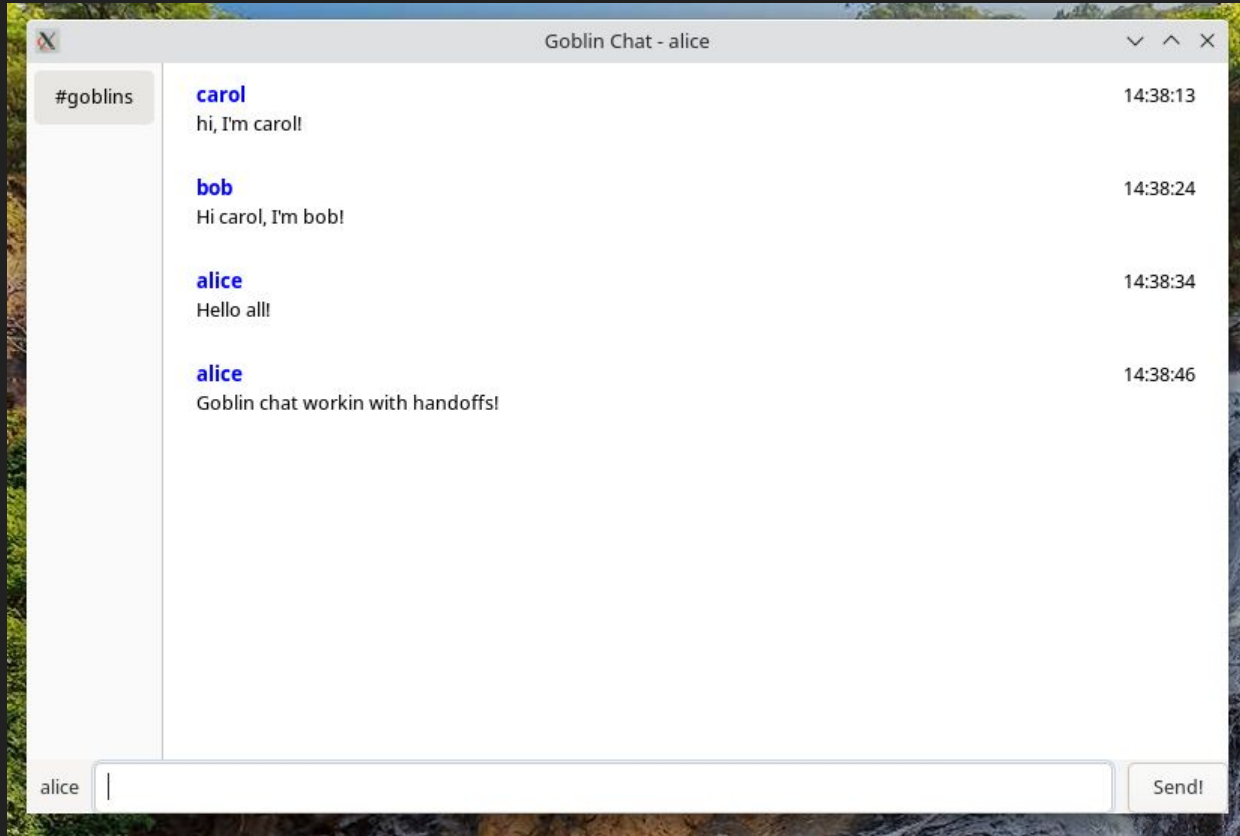 Goblin Chat - alice
#goblins
carol 14:38:13
hi, I'm carol!
bob 14:38:24
Hi carol, I'm bob!
alice 14:38:34
Hello all!
alice 14:38:46
Goblin chat workin with handoffs!
alice
Send!